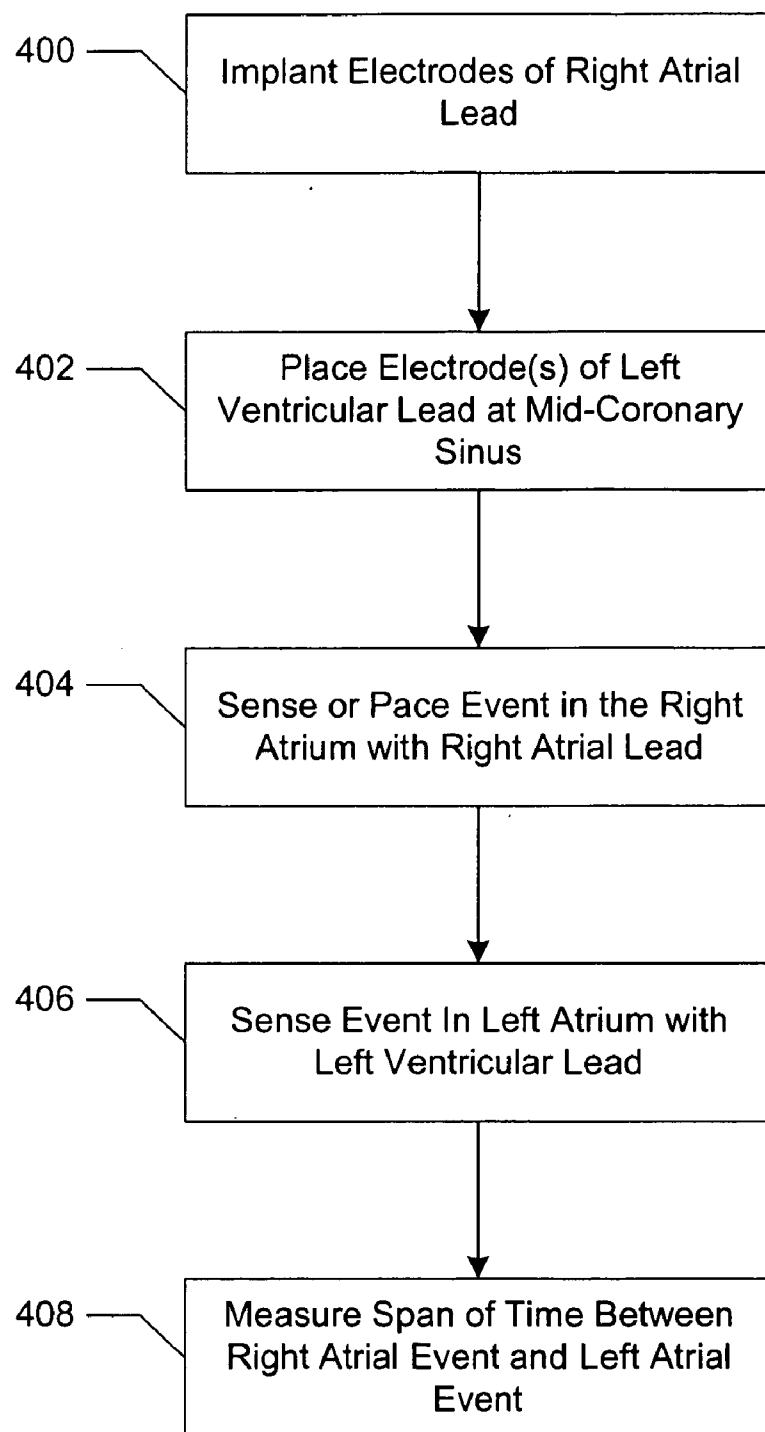 400
Implant Electrodes of Right Atrial
Lead
402
Place Electrode(s) of Left
Ventricular Lead at Mid-Coronary
Sinus
404
Sense or Pace Event in the Right
Atrium with Right Atrial Lead
406
Sense Event In Left Atrium with
Left Ventricular Lead
408
Measure Span of Time Between
Right Atrial Event and Left Atrial
Event